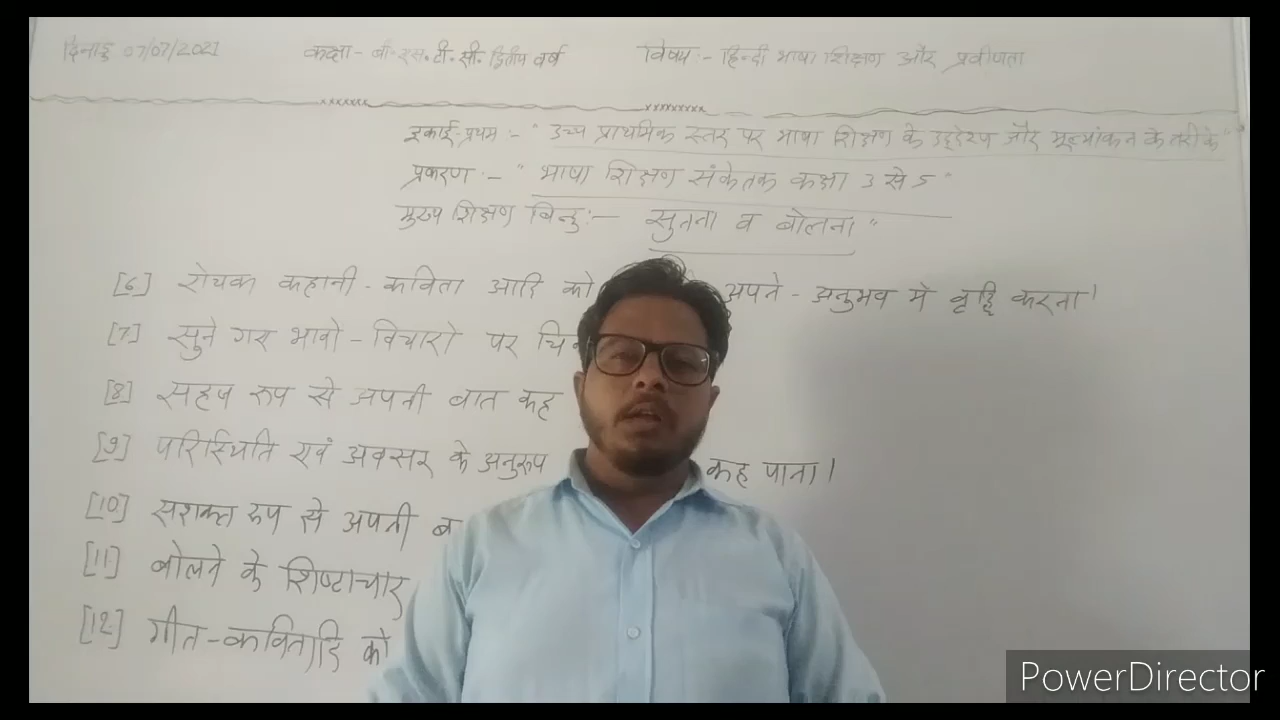 दिनाङ्क 07/07/2021 कक्षा - बी.एस.टी.सी. द्वितीय वर्ष विषय :- हिन्दी भाषा शिक्षण और प्रवीणता
इकाई-प्रथम :- "उच्च प्राथमिक स्तर पर भाषा शिक्षण के उद्देश्य और मूल्यांकन के तरीके"
प्रकरण :- "भाषा शिक्षण संकेतक कक्षा 3 से 5"
मुख्य शिक्षण बिन्दु :- सुनना व बोलना"
[6] रोचक कहानी - कविता आदि को अपने - अनुभव में वृद्धि करना।
[7] सुने गए भावो - विचारो पर
[8] सहज रूप से अपनी बात कह
[9] परिस्थिति एवं अवसर के अनुरूप कह पाना।
[10] सशक्त रूप से अपनी
[11] बोलने के शिष्टाचार
[12] गीत - कवितादि को
PowerDirector